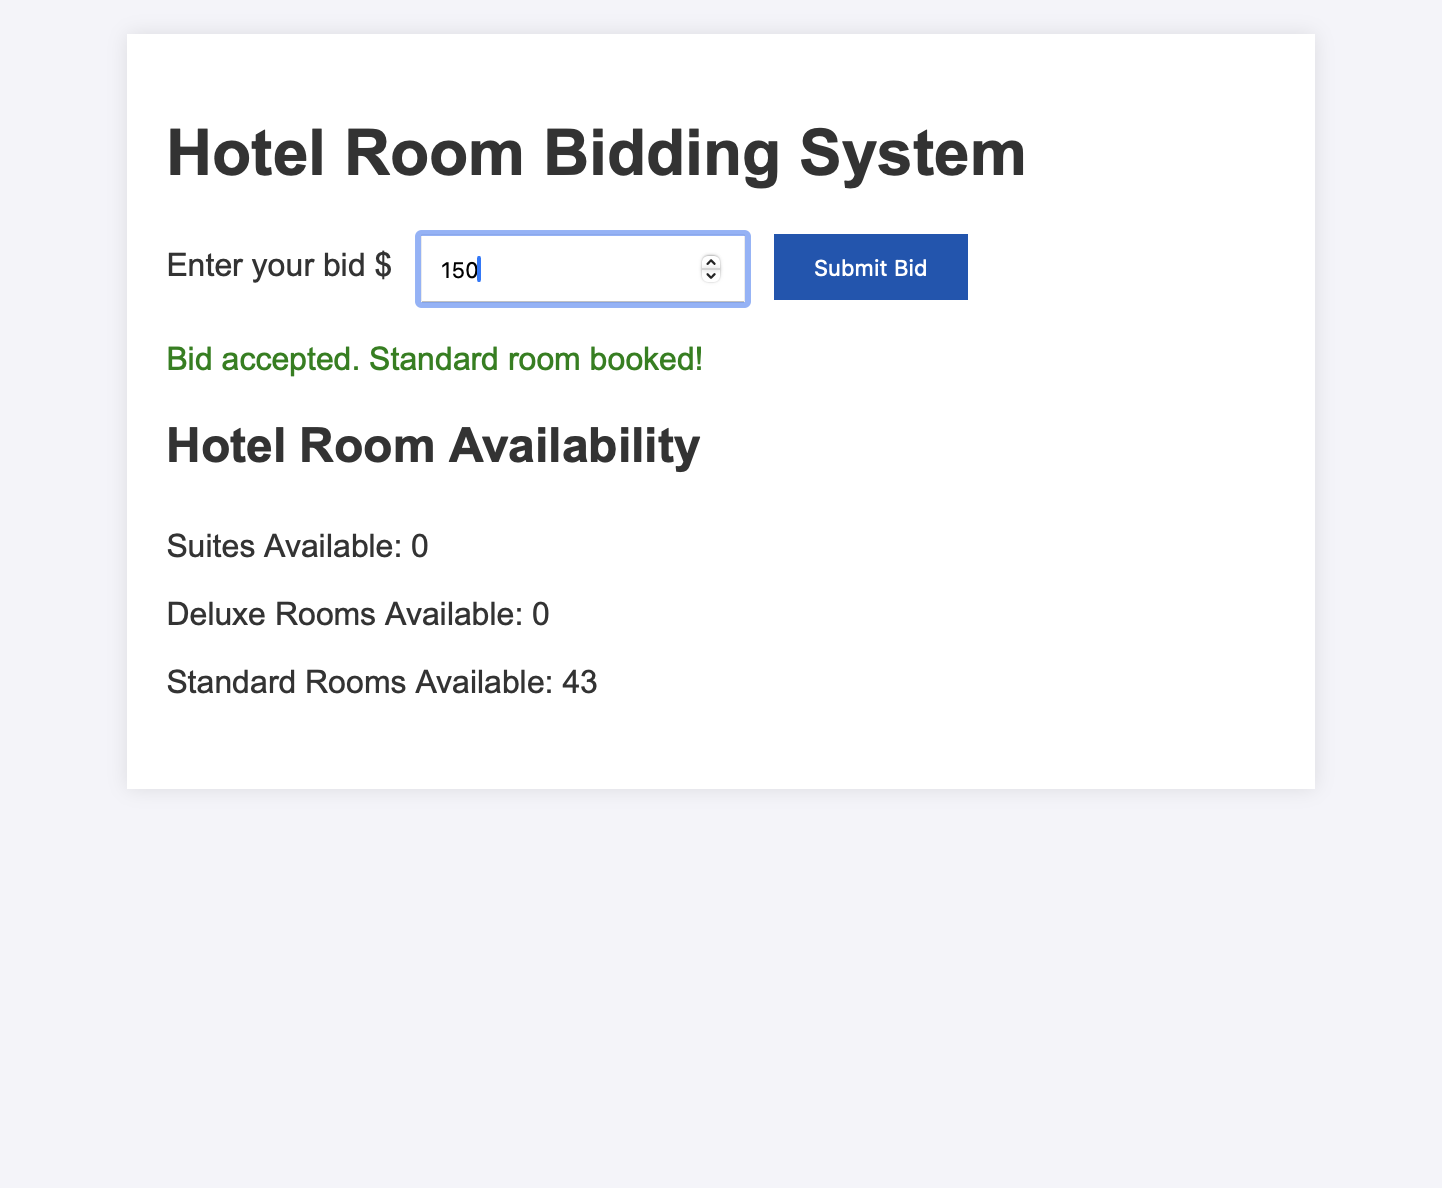 Hotel Room Bidding System
Enter your bid $ 150 Submit Bid
Bid accepted. Standard room booked!
Hotel Room Availability
Suites Available: 0
Deluxe Rooms Available: 0
Standard Rooms Available: 43